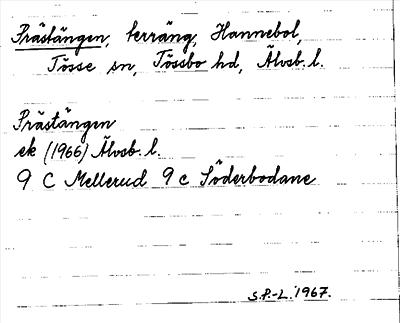 Prästängen, terräng, Hannebol,
Tösse sn, Tössbo hd, Älvsb. l.
Prästängen
ek (1966) Älvsb. l.
9 C Mellerud 9 c Söderbodane
S.P.-L. 1967.